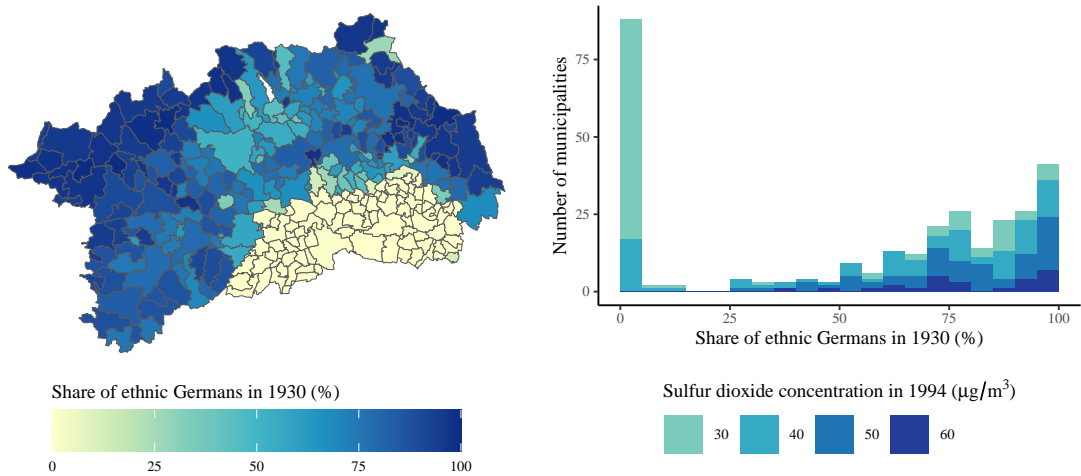 Share of ethnic Germans in 1930 (%)
0 25 50 75 100
Number of municipalities
75
50
25
0
0 25 50 75 100
Share of ethnic Germans in 1930 (%)
Sulfur dioxide concentration in 1994 (μg/m³)
30 40 50 60